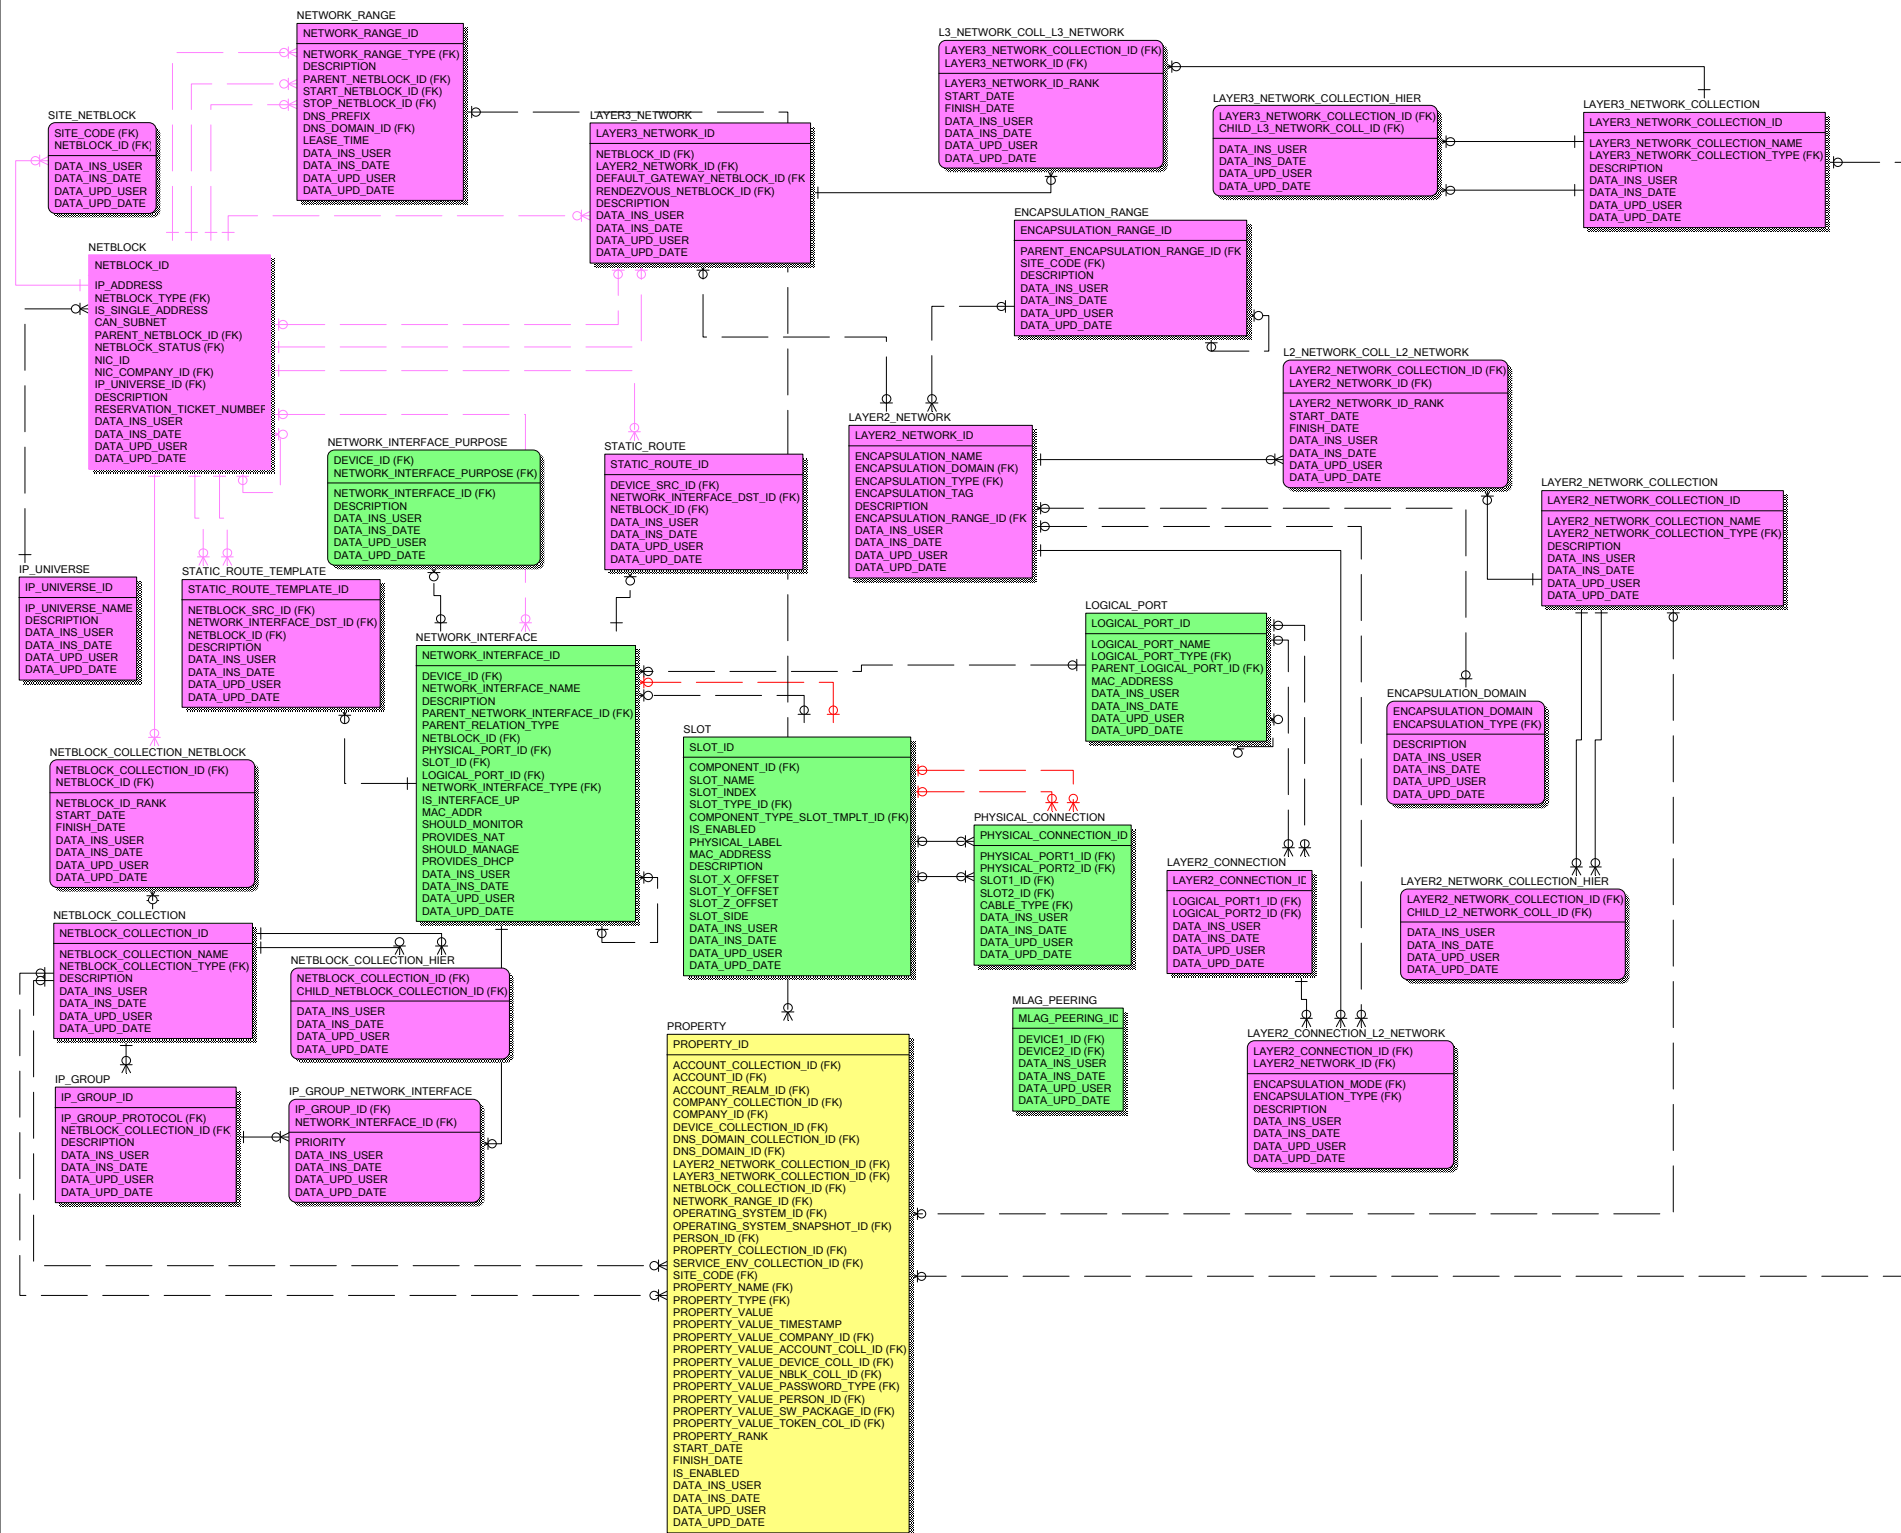 NETWORK_RANGE
NETWORK_RANGE_ID
NETWORK_RANGE_TYPE (FK)
DESCRIPTION
PARENT_NETBLOCK_ID (FK)
START_NETBLOCK_ID (FK)
STOP_NETBLOCK_ID (FK)
DNS_PREFIX
DNS_DOMAIN_ID (FK)
LEASE_TIME
DATA_INS_USER
DATA_INS_DATE
DATA_UPD_USER
DATA_UPD_DATE
L3_NETWORK_COLL_L3_NETWORK
LAYER3_NETWORK_COLLECTION_ID (FK)
LAYER3_NETWORK_ID (FK)
LAYER3_NETWORK_ID_RANK
START_DATE
FINISH_DATE
DATA_INS_USER
DATA_INS_DATE
DATA_UPD_USER
DATA_UPD_DATE
LAYER3_NETWORK_COLLECTION_HIER
LAYER3_NETWORK_COLLECTION_ID (FK)
CHILD_L3_NETWORK_COLL_ID (FK)
DATA_INS_USER
DATA_INS_DATE
DATA_UPD_USER
DATA_UPD_DATE
LAYER3_NETWORK_COLLECTION
LAYER3_NETWORK_COLLECTION_ID
LAYER3_NETWORK_COLLECTION_NAME
LAYER3_NETWORK_COLLECTION_TYPE (FK)
DESCRIPTION
DATA_INS_USER
DATA_INS_DATE
DATA_UPD_USER
DATA_UPD_DATE
SITE_NETBLOCK
SITE_CODE (FK)
NETBLOCK_ID (FK)
DATA_INS_USER
DATA_INS_DATE
DATA_UPD_USER
DATA_UPD_DATE
LAYER3_NETWORK
LAYER3_NETWORK_ID
NETBLOCK_ID (FK)
LAYER2_NETWORK_ID (FK)
DEFAULT_GATEWAY_NETBLOCK_ID (FK
RENDEZVOUS_NETBLOCK_ID (FK)
DESCRIPTION
DATA_INS_USER
DATA_INS_DATE
DATA_UPD_USER
DATA_UPD_DATE
ENCAPSULATION_RANGE
ENCAPSULATION_RANGE_ID
PARENT_ENCAPSULATION_RANGE_ID (FK
SITE_CODE (FK)
DESCRIPTION
DATA_INS_USER
DATA_INS_DATE
DATA_UPD_USER
DATA_UPD_DATE
NETBLOCK
NETBLOCK_ID
IP_ADDRESS
NETBLOCK_TYPE (FK)
IS_SINGLE_ADDRESS
CAN_SUBNET
PARENT_NETBLOCK_ID (FK)
NETBLOCK_STATUS (FK)
NIC_ID
NIC_COMPANY_ID (FK)
IP_UNIVERSE_ID (FK)
DESCRIPTION
RESERVATION_TICKET_NUMBER
DATA_INS_USER
DATA_INS_DATE
DATA_UPD_USER
DATA_UPD_DATE
L2_NETWORK_COLL_L2_NETWORK
LAYER2_NETWORK_COLLECTION_ID (FK)
LAYER2_NETWORK_ID (FK)
LAYER2_NETWORK_ID_RANK
START_DATE
FINISH_DATE
DATA_INS_USER
DATA_INS_DATE
DATA_UPD_USER
DATA_UPD_DATE
LAYER2_NETWORK
LAYER2_NETWORK_ID
ENCAPSULATION_NAME
ENCAPSULATION_DOMAIN (FK)
ENCAPSULATION_TYPE (FK)
ENCAPSULATION_TAG
DESCRIPTION
ENCAPSULATION_RANGE_ID (FK
DATA_INS_USER
DATA_INS_DATE
DATA_UPD_USER
DATA_UPD_DATE
NETWORK_INTERFACE_PURPOSE
DEVICE_ID (FK)
NETWORK_INTERFACE_PURPOSE (FK)
NETWORK_INTERFACE_ID (FK)
DESCRIPTION
DATA_INS_USER
DATA_INS_DATE
DATA_UPD_USER
DATA_UPD_DATE
STATIC_ROUTE
STATIC_ROUTE_ID
DEVICE_SRC_ID (FK)
NETWORK_INTERFACE_DST_ID (FK)
NETBLOCK_ID (FK)
DATA_INS_USER
DATA_INS_DATE
DATA_UPD_USER
DATA_UPD_DATE
LAYER2_NETWORK_COLLECTION
LAYER2_NETWORK_COLLECTION_ID
LAYER2_NETWORK_COLLECTION_NAME
LAYER2_NETWORK_COLLECTION_TYPE (FK)
DESCRIPTION
DATA_INS_USER
DATA_INS_DATE
DATA_UPD_USER
DATA_UPD_DATE
IP_UNIVERSE
IP_UNIVERSE_ID
IP_UNIVERSE_NAME
DESCRIPTION
DATA_INS_USER
DATA_INS_DATE
DATA_UPD_USER
DATA_UPD_DATE
STATIC_ROUTE_TEMPLATE
STATIC_ROUTE_TEMPLATE_ID
NETBLOCK_SRC_ID (FK)
NETWORK_INTERFACE_DST_ID (FK)
NETBLOCK_ID (FK)
DESCRIPTION
DATA_INS_USER
DATA_INS_DATE
DATA_UPD_USER
DATA_UPD_DATE
NETWORK_INTERFACE
NETWORK_INTERFACE_ID
DEVICE_ID (FK)
NETWORK_INTERFACE_NAME
DESCRIPTION
PARENT_NETWORK_INTERFACE_ID (FK)
PARENT_RELATION_TYPE
NETBLOCK_ID (FK)
PHYSICAL_PORT_ID (FK)
SLOT_ID (FK)
LOGICAL_PORT_ID (FK)
NETWORK_INTERFACE_TYPE (FK)
IS_INTERFACE_UP
MAC_ADDR
SHOULD_MONITOR
PROVIDES_NAT
SHOULD_MANAGE
PROVIDES_DHCP
DATA_INS_USER
DATA_INS_DATE
DATA_UPD_USER
DATA_UPD_DATE
LOGICAL_PORT
LOGICAL_PORT_ID
LOGICAL_PORT_NAME
LOGICAL_PORT_TYPE (FK)
PARENT_LOGICAL_PORT_ID (FK)
MAC_ADDRESS
DATA_INS_USER
DATA_INS_DATE
DATA_UPD_USER
DATA_UPD_DATE
ENCAPSULATION_DOMAIN
ENCAPSULATION_DOMAIN
ENCAPSULATION_TYPE (FK)
DESCRIPTION
DATA_INS_USER
DATA_INS_DATE
DATA_UPD_USER
DATA_UPD_DATE
SLOT
SLOT_ID
COMPONENT_ID (FK)
SLOT_NAME
SLOT_INDEX
SLOT_TYPE_ID (FK)
COMPONENT_TYPE_SLOT_TMPLT_ID (FK)
IS_ENABLED
PHYSICAL_LABEL
MAC_ADDRESS
DESCRIPTION
SLOT_X_OFFSET
SLOT_Y_OFFSET
SLOT_Z_OFFSET
SLOT_SIDE
DATA_INS_USER
DATA_INS_DATE
DATA_UPD_USER
DATA_UPD_DATE
NETBLOCK_COLLECTION_NETBLOCK
NETBLOCK_COLLECTION_ID (FK)
NETBLOCK_ID (FK)
NETBLOCK_ID_RANK
START_DATE
FINISH_DATE
DATA_INS_USER
DATA_INS_DATE
DATA_UPD_USER
DATA_UPD_DATE
PHYSICAL_CONNECTION
PHYSICAL_CONNECTION_ID
PHYSICAL_PORT1_ID (FK)
PHYSICAL_PORT2_ID (FK)
SLOT1_ID (FK)
SLOT2_ID (FK)
CABLE_TYPE (FK)
DATA_INS_USER
DATA_INS_DATE
DATA_UPD_USER
DATA_UPD_DATE
LAYER2_CONNECTION
LAYER2_CONNECTION_ID
LOGICAL_PORT1_ID (FK)
LOGICAL_PORT2_ID (FK)
DATA_INS_USER
DATA_INS_DATE
DATA_UPD_USER
DATA_UPD_DATE
LAYER2_NETWORK_COLLECTION_HIER
LAYER2_NETWORK_COLLECTION_ID (FK)
CHILD_L2_NETWORK_COLL_ID (FK)
DATA_INS_USER
DATA_INS_DATE
DATA_UPD_USER
DATA_UPD_DATE
NETBLOCK_COLLECTION
NETBLOCK_COLLECTION_ID
NETBLOCK_COLLECTION_NAME
NETBLOCK_COLLECTION_TYPE (FK)
DESCRIPTION
DATA_INS_USER
DATA_INS_DATE
DATA_UPD_USER
DATA_UPD_DATE
NETBLOCK_COLLECTION_HIER
NETBLOCK_COLLECTION_ID (FK)
CHILD_NETBLOCK_COLLECTION_ID (FK)
DATA_INS_USER
DATA_INS_DATE
DATA_UPD_USER
DATA_UPD_DATE
MLAG_PEERING
MLAG_PEERING_ID
DEVICE1_ID (FK)
DEVICE2_ID (FK)
DATA_INS_USER
DATA_INS_DATE
DATA_UPD_USER
DATA_UPD_DATE
LAYER2_CONNECTION_L2_NETWORK
LAYER2_CONNECTION_ID (FK)
LAYER2_NETWORK_ID (FK)
ENCAPSULATION_MODE (FK)
ENCAPSULATION_TYPE (FK)
DESCRIPTION
DATA_INS_USER
DATA_INS_DATE
DATA_UPD_USER
DATA_UPD_DATE
IP_GROUP
IP_GROUP_ID
IP_GROUP_PROTOCOL (FK)
NETBLOCK_COLLECTION_ID (FK
DESCRIPTION
DATA_INS_USER
DATA_INS_DATE
DATA_UPD_USER
DATA_UPD_DATE
IP_GROUP_NETWORK_INTERFACE
IP_GROUP_ID (FK)
NETWORK_INTERFACE_ID (FK)
PRIORITY
DATA_INS_USER
DATA_INS_DATE
DATA_UPD_USER
DATA_UPD_DATE
PROPERTY
PROPERTY_ID
ACCOUNT_COLLECTION_ID (FK)
ACCOUNT_ID (FK)
ACCOUNT_REALM_ID (FK)
COMPANY_COLLECTION_ID (FK)
COMPANY_ID (FK)
DEVICE_COLLECTION_ID (FK)
DNS_DOMAIN_COLLECTION_ID (FK)
DNS_DOMAIN_ID (FK)
LAYER2_NETWORK_COLLECTION_ID (FK)
LAYER3_NETWORK_COLLECTION_ID (FK)
NETBLOCK_COLLECTION_ID (FK)
NETWORK_RANGE_ID (FK)
OPERATING_SYSTEM_ID (FK)
OPERATING_SYSTEM_SNAPSHOT_ID (FK)
PERSON_ID (FK)
PROPERTY_COLLECTION_ID (FK)
SERVICE_ENV_COLLECTION_ID (FK)
SITE_CODE (FK)
PROPERTY_NAME (FK)
PROPERTY_TYPE (FK)
PROPERTY_VALUE
PROPERTY_VALUE_TIMESTAMP
PROPERTY_VALUE_COMPANY_ID (FK)
PROPERTY_VALUE_ACCOUNT_COLL_ID (FK)
PROPERTY_VALUE_DEVICE_COLL_ID (FK)
PROPERTY_VALUE_NBLK_COLL_ID (FK)
PROPERTY_VALUE_PASSWORD_TYPE (FK)
PROPERTY_VALUE_PERSON_ID (FK)
PROPERTY_VALUE_SW_PACKAGE_ID (FK)
PROPERTY_VALUE_TOKEN_COL_ID (FK)
PROPERTY_RANK
START_DATE
FINISH_DATE
IS_ENABLED
DATA_INS_USER
DATA_INS_DATE
DATA_UPD_USER
DATA_UPD_DATE